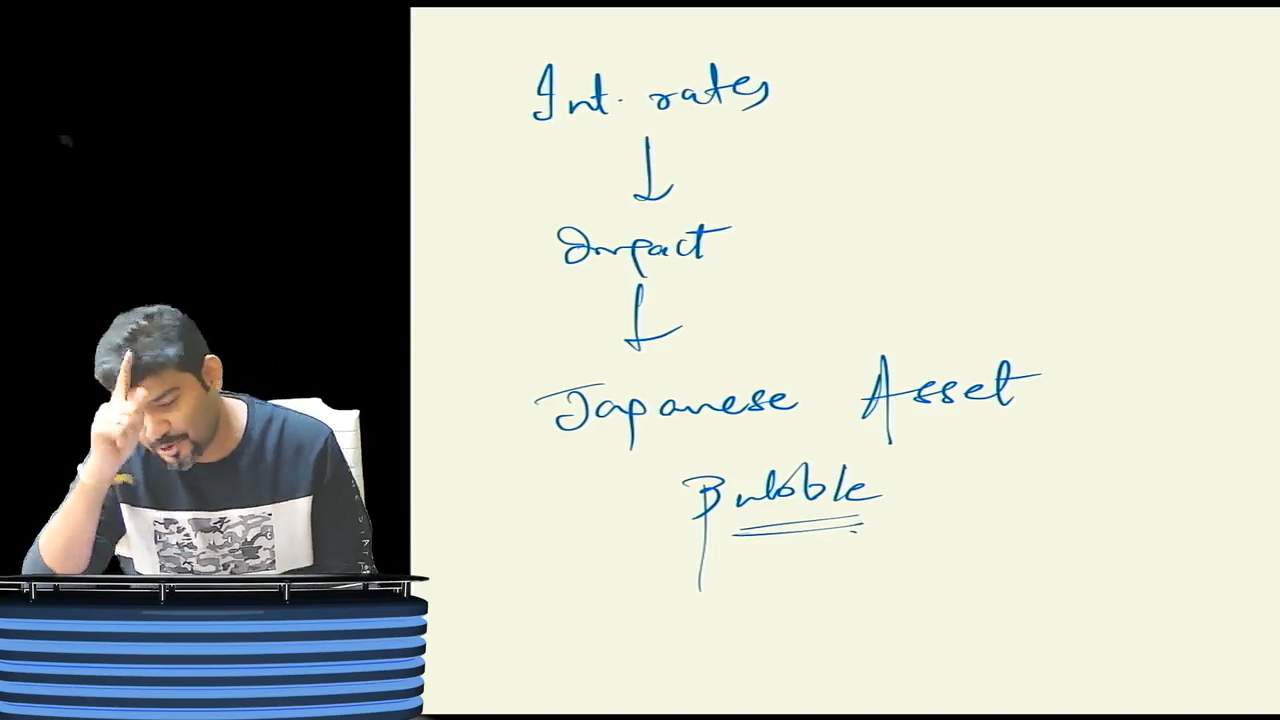 Int. rates
↓
Impact
↓
Japanese Asset
Bubble